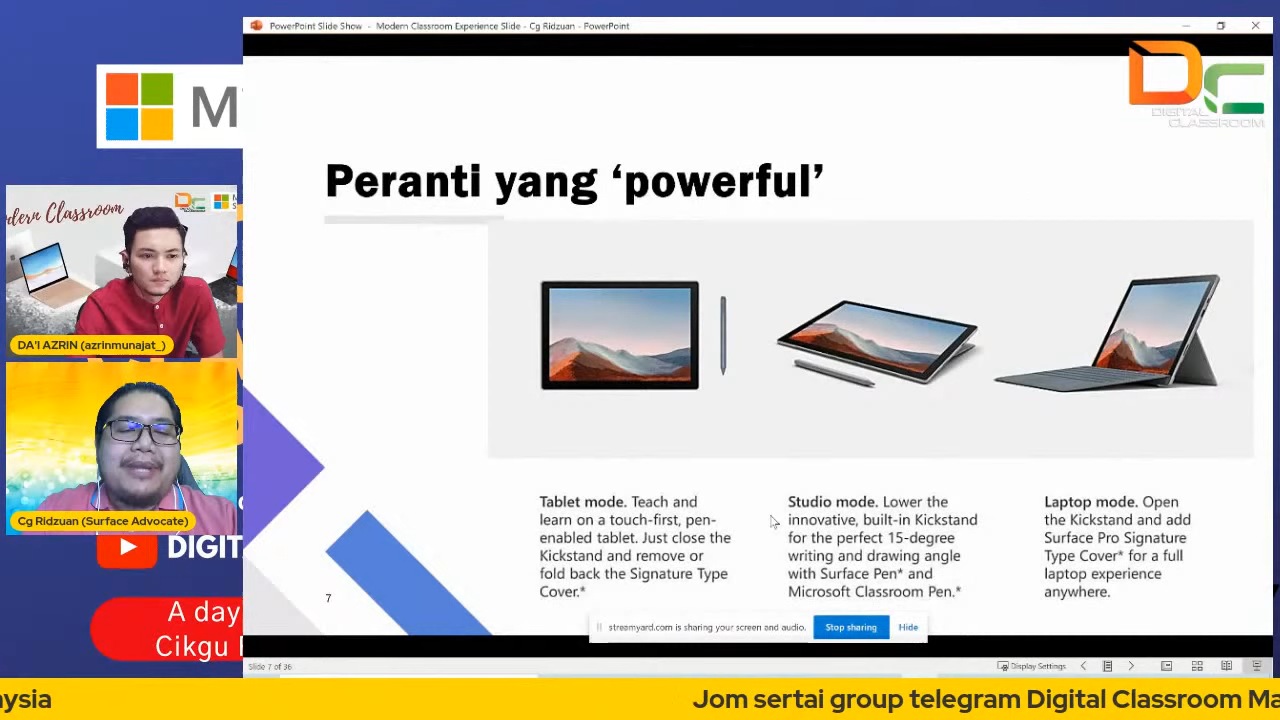 PowerPoint Slide Show - Modern Classroom Experience Slide - Cg Ridzuan - PowerPoint
DC
DIGITAL
CLASSROOM
M
Peranti yang ‘powerful’
dern Classroom
DC
DA'I AZRIN (azrinmunajat_)
Cg Ridzuan (Surface Advocate)
DIGIT
A day
Cikgu
Tablet mode. Teach and
learn on a touch-first, pen-
enabled tablet. Just close the
Kickstand and remove or
fold back the Signature Type
Cover.*
Studio mode. Lower the
innovative, built-in Kickstand
for the perfect 15-degree
writing and drawing angle
with Surface Pen* and
Microsoft Classroom Pen.*
Laptop mode. Open
the Kickstand and add
Surface Pro Signature
Type Cover* for a full
laptop experience
anywhere.
7
streamyard.com is sharing your screen and audio.
Stop sharing
Hide
Slide 7 of 36
Display Settings
aysia
Jom sertai group telegram Digital Classroom Ma